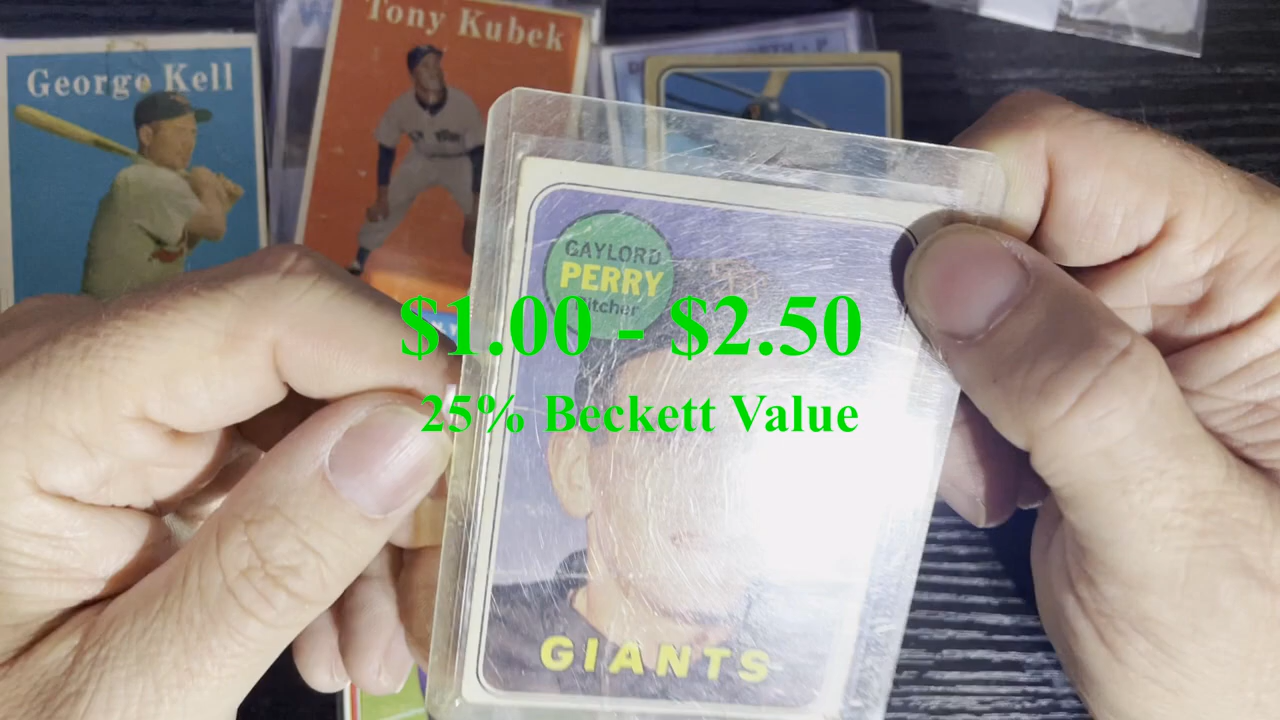 Tony Kubek
George Kell
GAYLORD
PERRY
pitcher
$1.00 - $2.50
25% Beckett Value
GIANTS